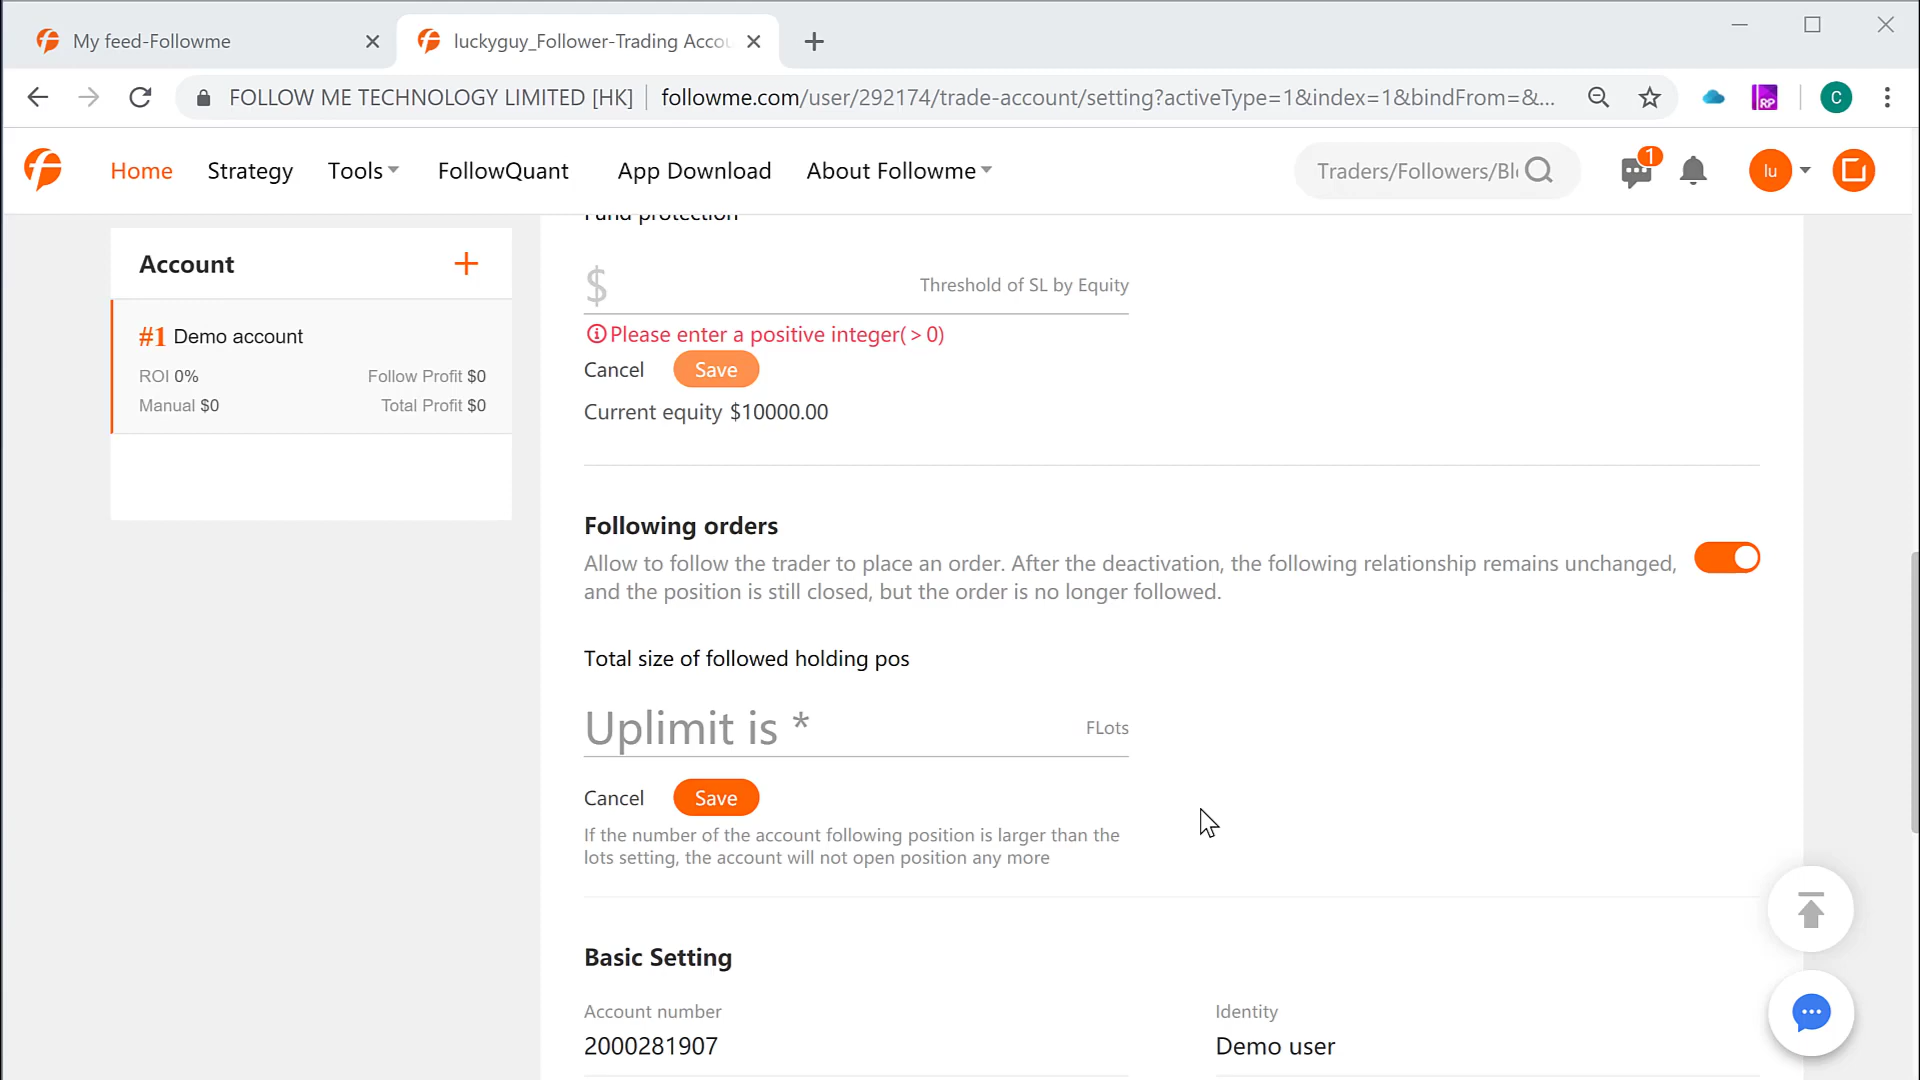 My feed-Followme
luckyguy_Follower-Trading Accou
FOLLOW ME TECHNOLOGY LIMITED [HK]
followme.com/user/292174/trade-account/setting?activeType=1&index=1&bindFrom=&...
RP
C
Home
Strategy
Tools
FollowQuant
App Download
About Followme
Traders/Followers/Bl
1
lu
Account
#1 Demo account
ROI 0%
Follow Profit $0
Manual $0
Total Profit $0
Fund protection
$
Threshold of SL by Equity
Please enter a positive integer( > 0)
Cancel
Save
Current equity $10000.00
Following orders
Allow to follow the trader to place an order. After the deactivation, the following relationship remains unchanged,
and the position is still closed, but the order is no longer followed.
Total size of followed holding pos
Uplimit is *
FLots
Cancel
Save
If the number of the account following position is larger than the
lots setting, the account will not open position any more
Basic Setting
Account number
Identity
2000281907
Demo user